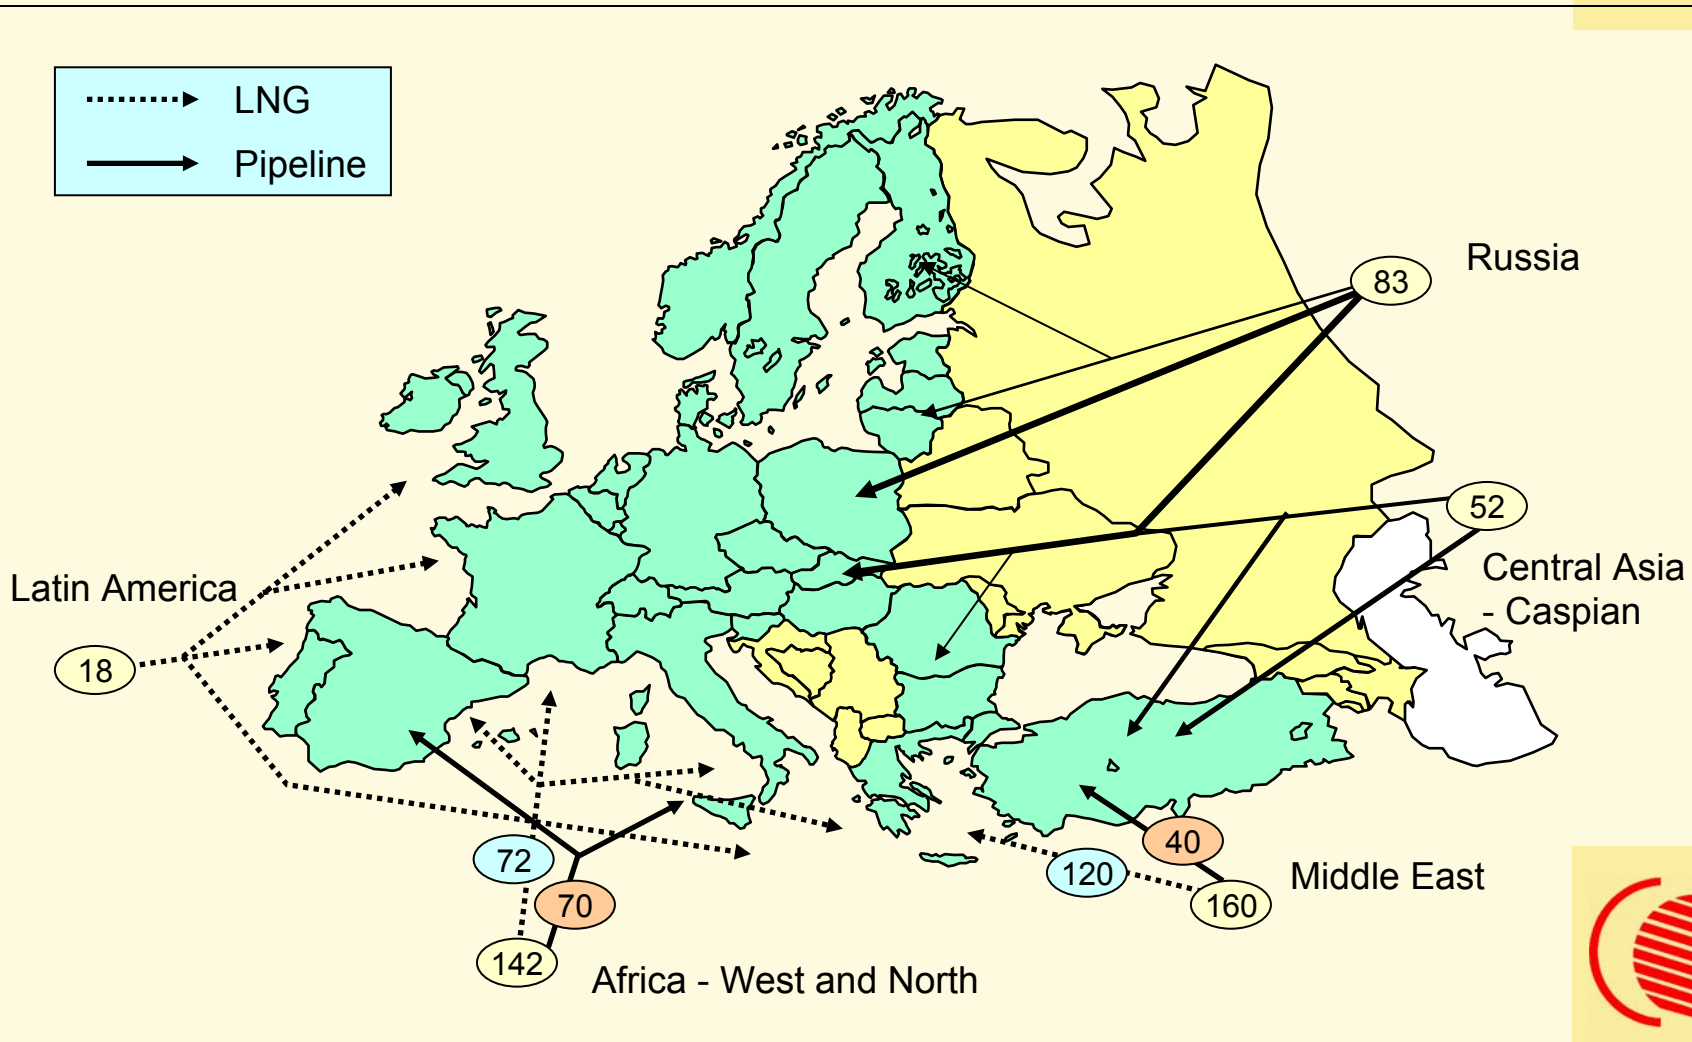 LNG
Pipeline
Russia
83
52
Central Asia
- Caspian
Latin America
18
72
70
142
Africa - West and North
120
40
160
Middle East